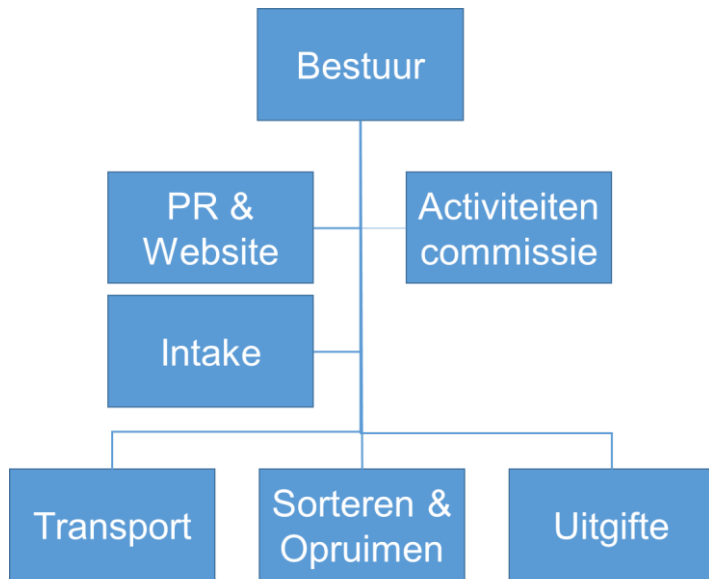 Bestuur
PR &
Website
Activiteiten
commissie
Intake
Transport
Sorteren &
Opruimen
Uitgifte